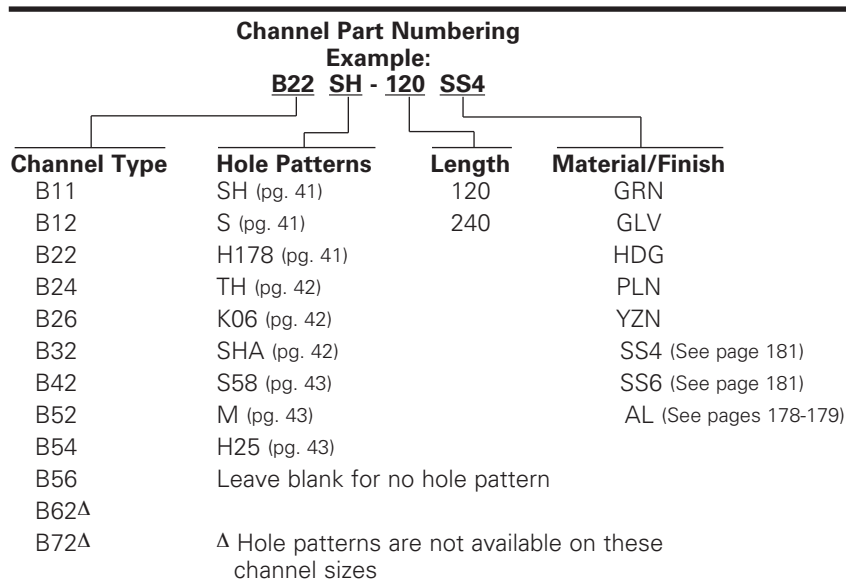 Channel Part Numbering
Example:
B22 SH - 120 SS4
Channel Type Hole Patterns Length Material/Finish
B11 SH (pg. 41) 120 GRN
B12 S (pg. 41) 240 GLV
B22 H178 (pg. 41) HDG
B24 TH (pg. 42) PLN
B26 K06 (pg. 42) YZN
B32 SHA (pg. 42) SS4 (See page 181)
B42 S58 (pg. 43) SS6 (See page 181)
B52 M (pg. 43) AL (See pages 178-179)
B54 H25 (pg. 43)
B56 Leave blank for no hole pattern
B62Δ
B72Δ Δ Hole patterns are not available on these
channel sizes